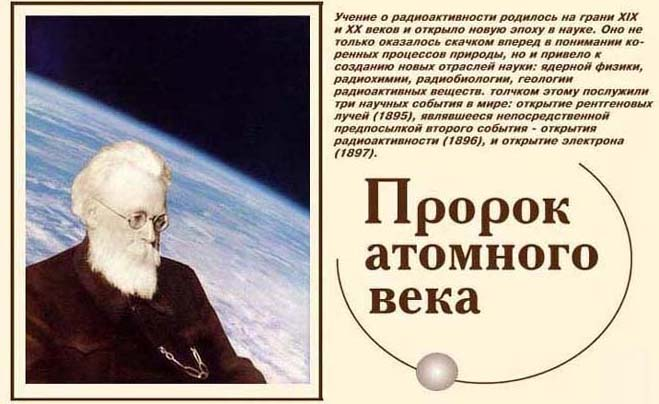 Учение о радиоактивности родилось на грани XIX
и XX веков и открыло новую эпоху в науке. Оно не
только оказалось скачком вперед в понимании ко-
ренных процессов природы, но и привело к
созданию новых отраслей науки: ядерной физики,
радиохимии, радиобиологии, геологии
радиоактивных веществ. толчком этому послужили
три научных события в мире: открытие рентгеновых
лучей (1895), являвшееся непосредственной
предпосылкой второго события - открытия
радиоактивности (1896), и открытие электрона
(1897).
Пророк
атомного
века